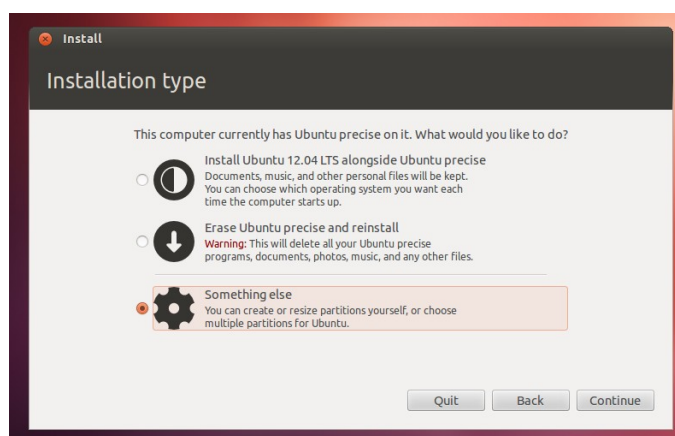 Install
Installation type
This computer currently has Ubuntu precise on it. What would you like to do?
Install Ubuntu 12.04 LTS alongside Ubuntu precise
Documents, music, and other personal files will be kept.
You can choose which operating system you want each
time the computer starts up.
Erase Ubuntu precise and reinstall
Warning: This will delete all your Ubuntu precise
programs, documents, photos, music, and any other files.
Something else
You can create or resize partitions yourself, or choose
multiple partitions for Ubuntu.
Quit Back Continue